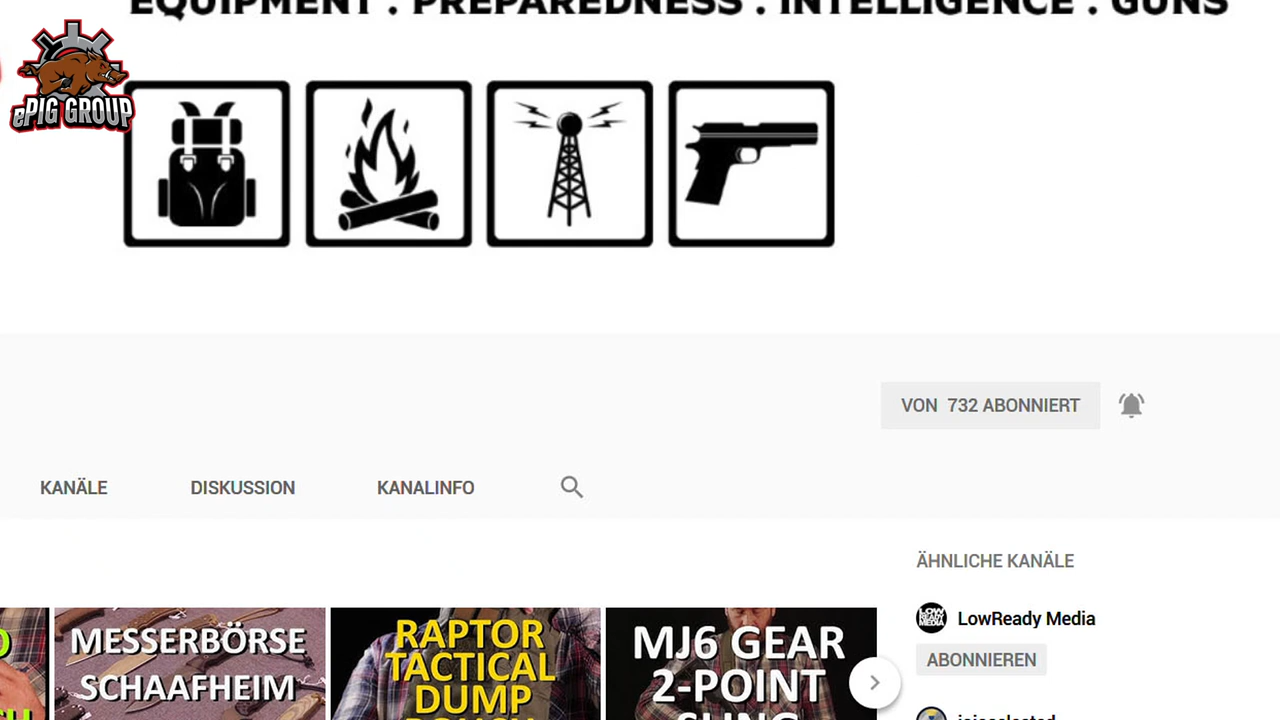 EQUIPMENT . PREPAREDNESS . INTELLIGENCE . GUNS
ePIG GROUP
VON 732 ABONNIERT
KANÄLE DISKUSSION KANALINFO
ÄHNLICHE KANÄLE
LowReady Media
ABONNIEREN
MESSERBÖRSE
SCHAAFHEIM
RAPTOR
TACTICAL
DUMP
MJ6 GEAR
2-POINT
SLING